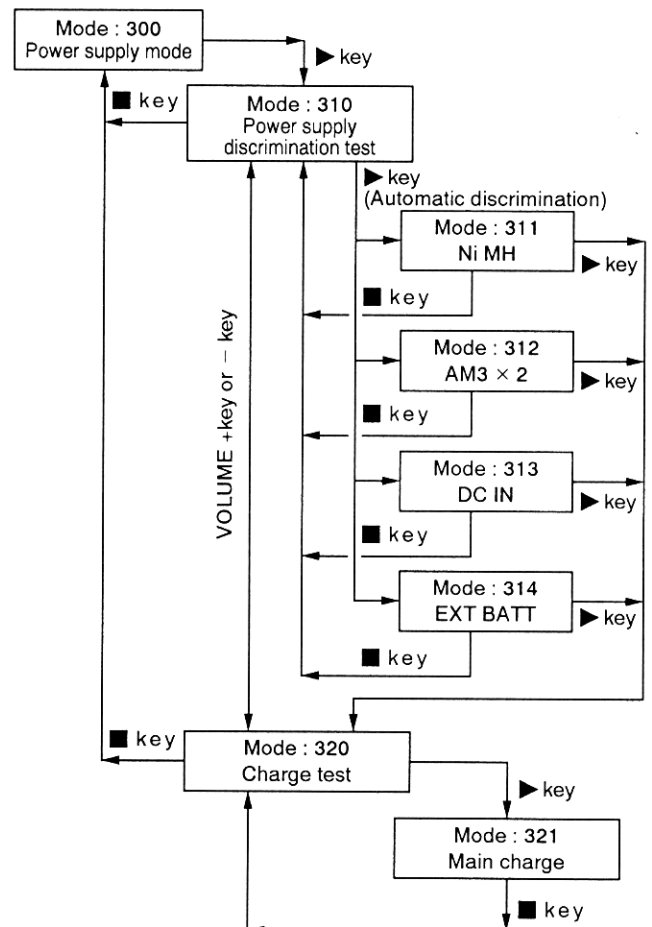 Mode : 300
Power supply mode
▶ key
■ key
Mode : 310
Power supply
discrimination test
▶ key
(Automatic discrimination)
Mode : 311
Ni MH
▶ key
■ key
Mode : 312
AM3 × 2
▶ key
■ key
VOLUME +key or − key
Mode : 313
DC IN
▶ key
■ key
Mode : 314
EXT BATT
▶ key
■ key
■ key
Mode : 320
Charge test
▶ key
Mode : 321
Main charge
■ key